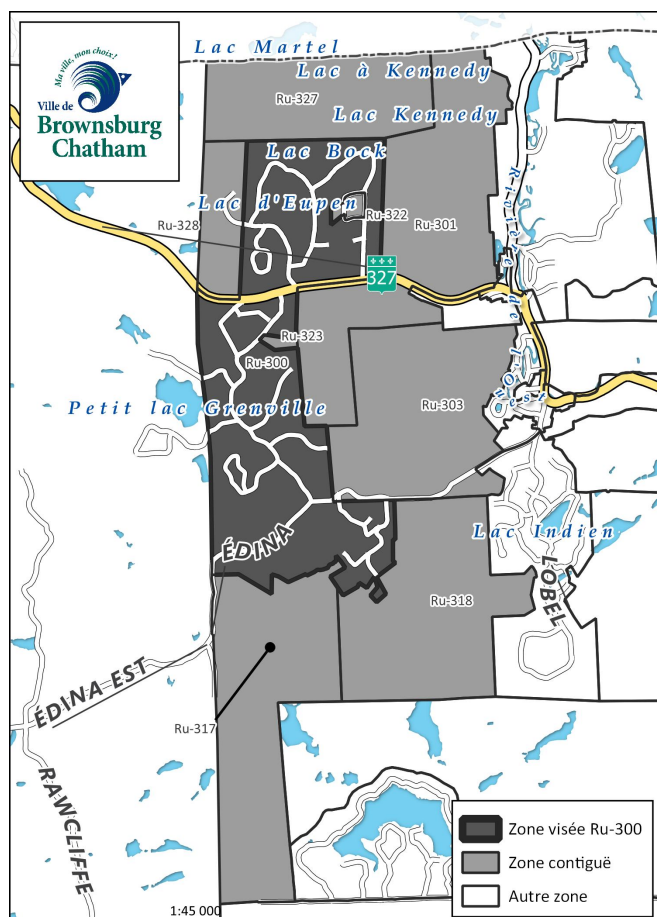 Ma ville, mon choix!
Ville de
Brownsburg
Chatham
Lac Martel
Lac à Kennedy
Ru-327
Lac Kennedy
Lac Bock
Lac d'Eupen
Ru-322
Ru-328
Ru-301
Rivière de l'Ouest
327
Ru-323
Ru-300
Petit lac Grenville
Ru-303
ÉDINA
Lac Indien
LOBEL
Ru-318
ÉDINA EST
Ru-317
RAWCLIFFE
Zone visée Ru-300
Zone contiguë
Autre zone
1:45 000